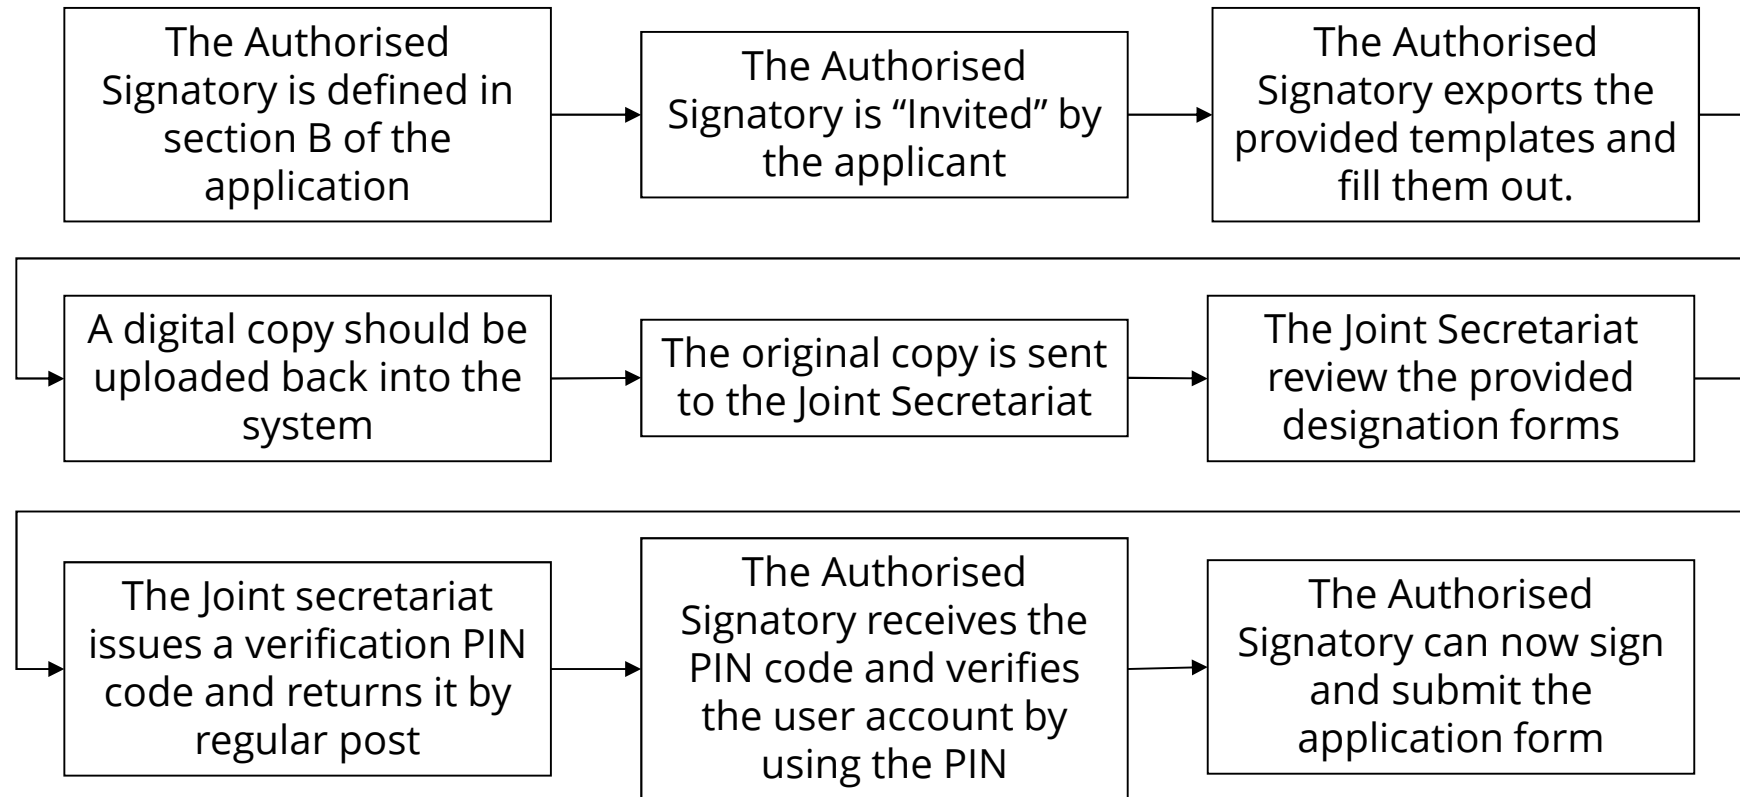 The Authorised
Signatory is defined in
section B of the
application
The Authorised
Signatory is “Invited” by
the applicant
The Authorised
Signatory exports the
provided templates and
fill them out.
A digital copy should be
uploaded back into the
system
The original copy is sent
to the Joint Secretariat
The Joint Secretariat
review the provided
designation forms
The Joint secretariat
issues a verification PIN
code and returns it by
regular post
The Authorised
Signatory receives the
PIN code and verifies
the user account by
using the PIN
The Authorised
Signatory can now sign
and submit the
application form